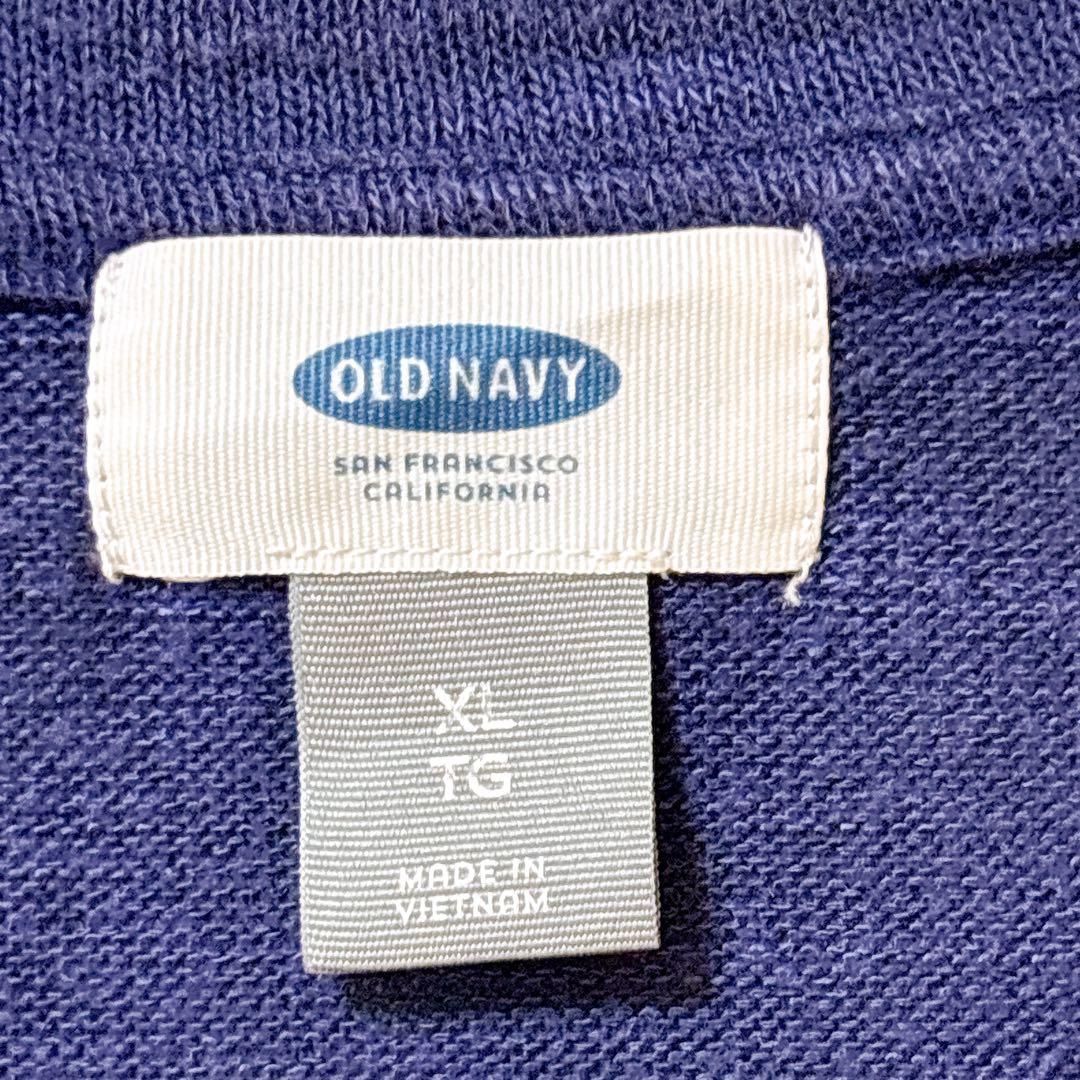 OLD NAVY
SAN FRANCISCO
CALIFORNIA
XL
TG
MADE IN
VIETNAM